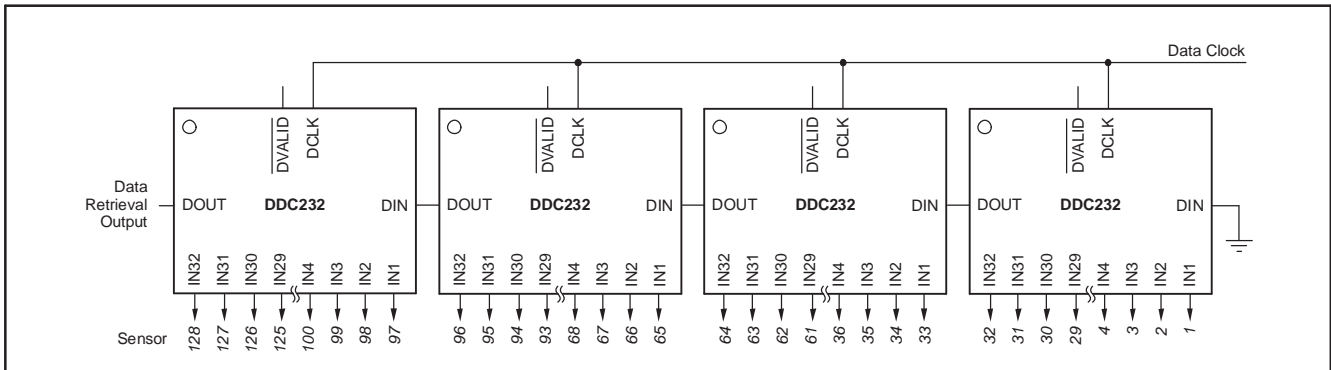 Data Clock
DVALID DCLK DVALID DCLK DVALID DCLK DVALID DCLK
Data
Retrieval
Output
DOUT DDC232 DIN DOUT DDC232 DIN DOUT DDC232 DIN DOUT DDC232 DIN
IN32 IN31 IN30 IN29 IN4 IN3 IN2 IN1 IN32 IN31 IN30 IN29 IN4 IN3 IN2 IN1 IN32 IN31 IN30 IN29 IN4 IN3 IN2 IN1 IN32 IN31 IN30 IN29 IN4 IN3 IN2 IN1
Sensor 128 127 126 125 100 99 98 97 96 95 94 93 68 67 66 65 64 63 62 61 36 35 34 33 32 31 30 29 4 3 2 1